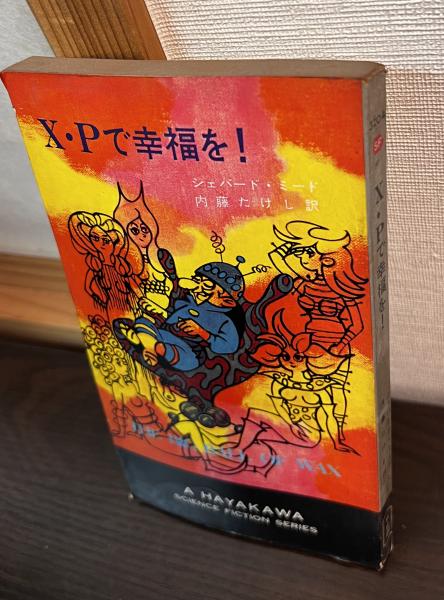 X・Pで幸福を!
シェパード・ミード
内藤たけし訳
THE BIG BALL OF WAX
A HAYAKAWA
SCIENCE FICTION SERIES
SF
X・Pで幸福を!